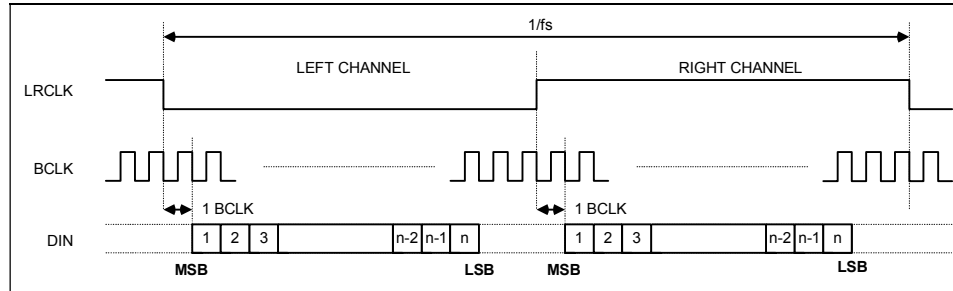 1/fs
LEFT CHANNEL RIGHT CHANNEL
LRCLK
BCLK
1 BCLK 1 BCLK
DIN 1 2 3 n-2 n-1 n 1 2 3 n-2 n-1 n
MSB LSB MSB LSB